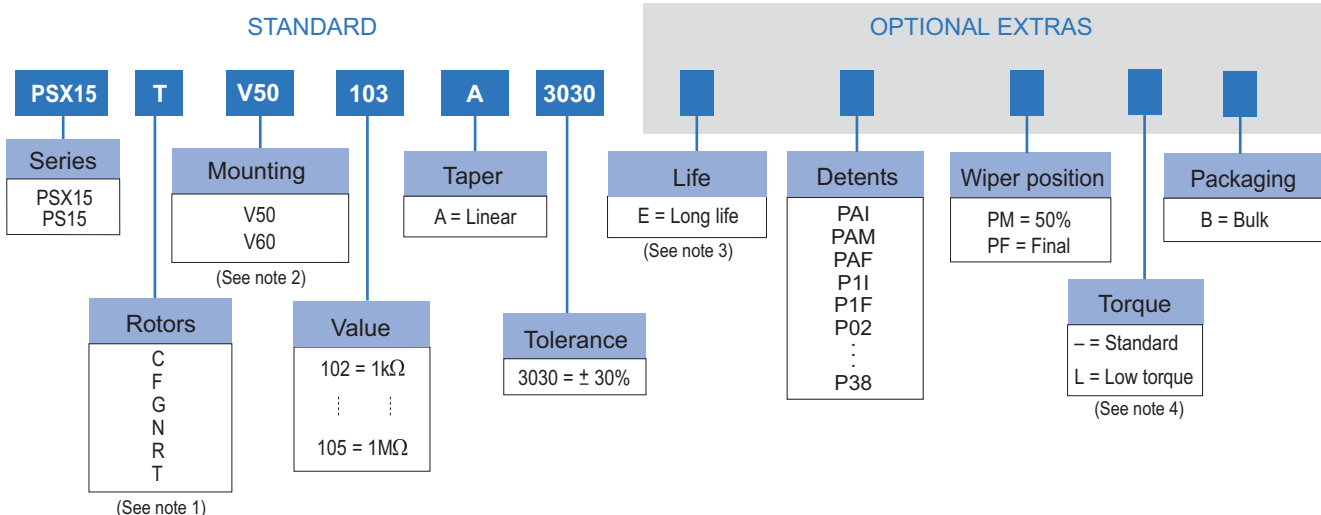 STANDARD
OPTIONAL EXTRAS
PSX15 T V50 103 A 3030
Series
PSX15
PS15
Mounting
V50
V60
(See note 2)
Taper
A = Linear
Life
E = Long life
(See note 3)
Detents
PAI
PAM
PAF
P1I
P1F
P02
:
:
P38
Wiper position
PM = 50%
PF = Final
Packaging
B = Bulk
Rotors
C
F
G
N
R
T
(See note 1)
Value
102 = 1kΩ
105 = 1MΩ
Tolerance
3030 = ± 30%
Torque
– = Standard
L = Low torque
(See note 4)